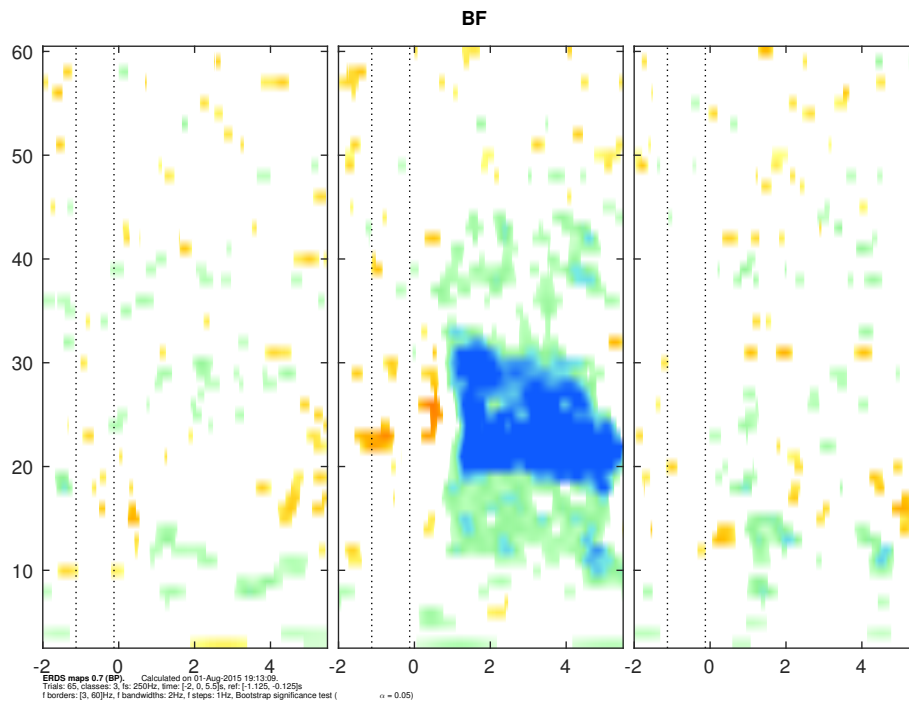 BF
60
50
40
30
20
10
-2 0 2 4 -2 0 2 4 -2 0 2 4
ERDS maps 0.7 (BP). Calculated on 01-Aug-2015 19:13:09.
Trials: 65, classes: 3, fs: 250Hz, time: [-2, 0, 5.5]s, ref: [-1.125, -0.125]s
f borders: [3, 60]Hz, f bandwidths: 2Hz, f steps: 1Hz, Bootstrap significance test ( α = 0.05)